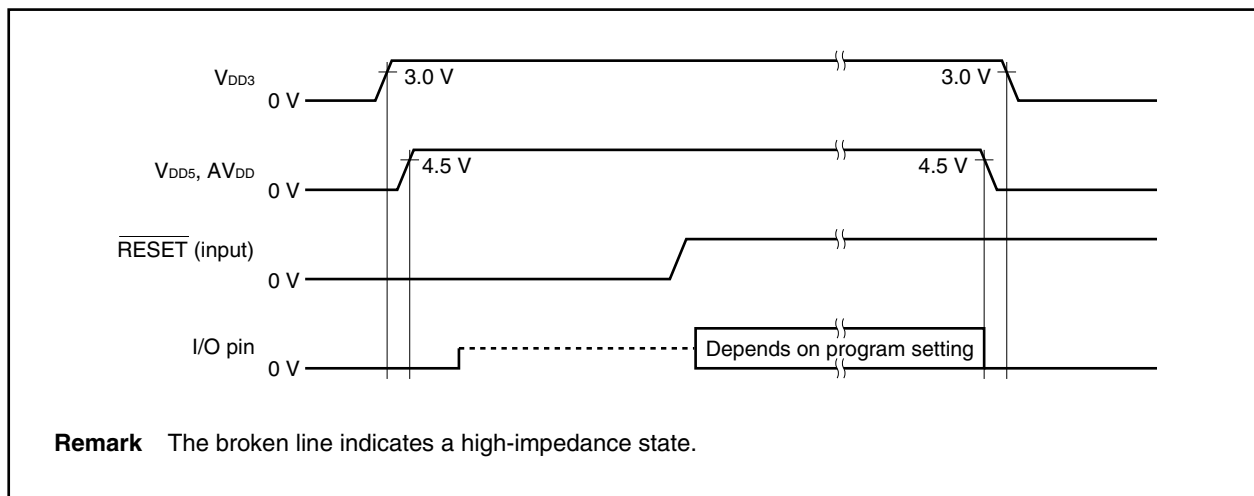 VDD3
3.0 V
3.0 V
0 V
VDD5, AVDD
4.5 V
4.5 V
0 V
RESET (input)
0 V
I/O pin
Depends on program setting
0 V
Remark The broken line indicates a high-impedance state.